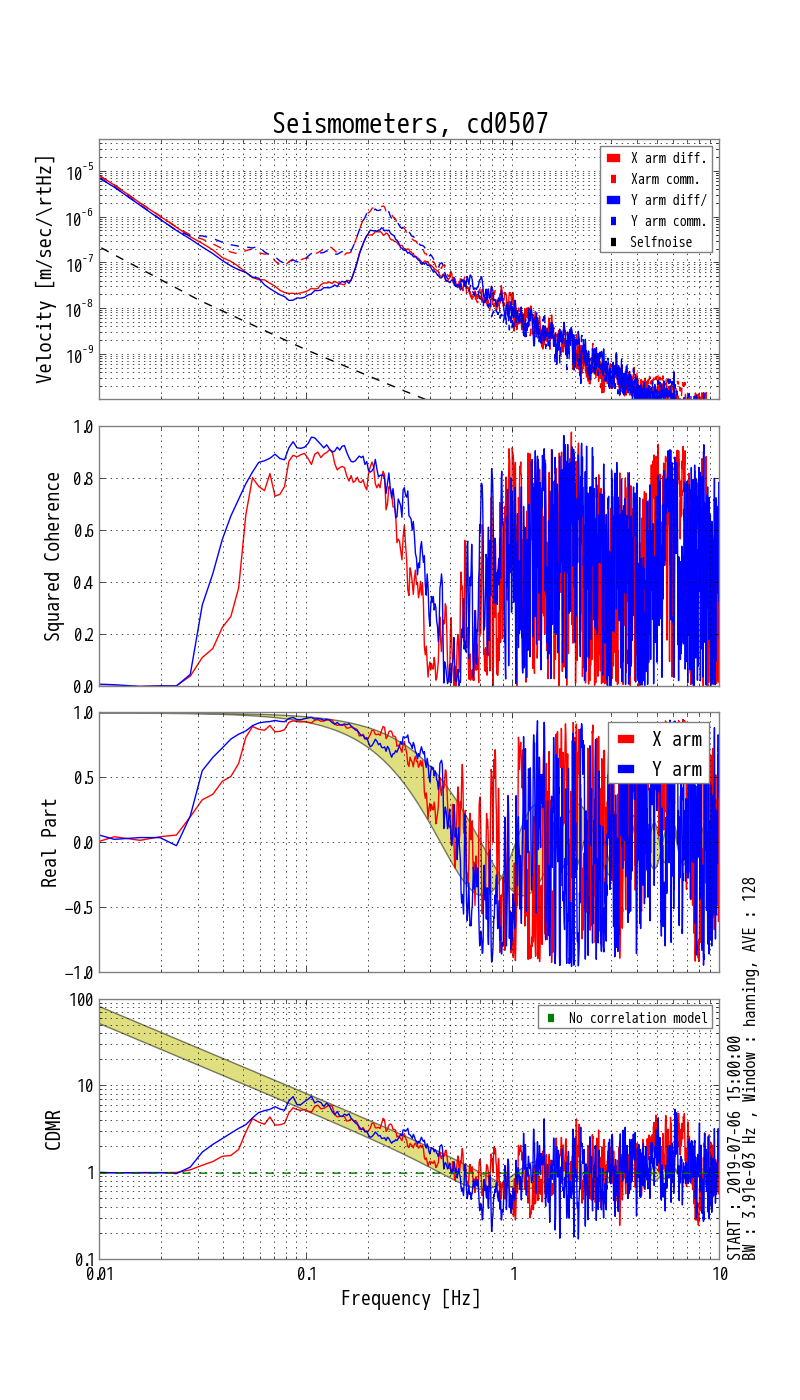 Seismometers, cd0507
Velocity [m/sec/\rtHz]
10-5
10-6
10-7
10-8
10-9
X arm diff.
Xarm comm.
Y arm diff/
Y arm comm.
Selfnoise
Squared Coherence
1.0
0.8
0.6
0.4
0.2
0.0
Real Part
1.0
0.5
0.0
−0.5
−1.0
X arm
Y arm
CDMR
100
10
1
0.1
No correlation model
0.01
0.1
1
10
Frequency [Hz]
START : 2019-07-06 15:00:00
BW : 3.91e-03 Hz , Window : hanning, AVE : 128